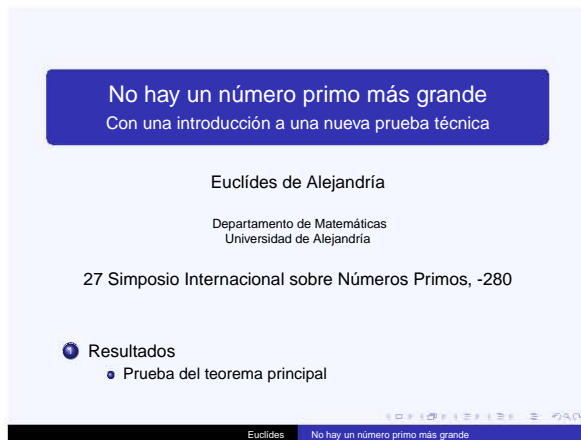 No hay un número primo más grande
Con una introducción a una nueva prueba técnica
Euclídes de Alejandría
Departamento de Matemáticas
Universidad de Alejandría
27 Simposio Internacional sobre Números Primos, -280
1 Resultados
Prueba del teorema principal
Euclídes No hay un número primo más grande